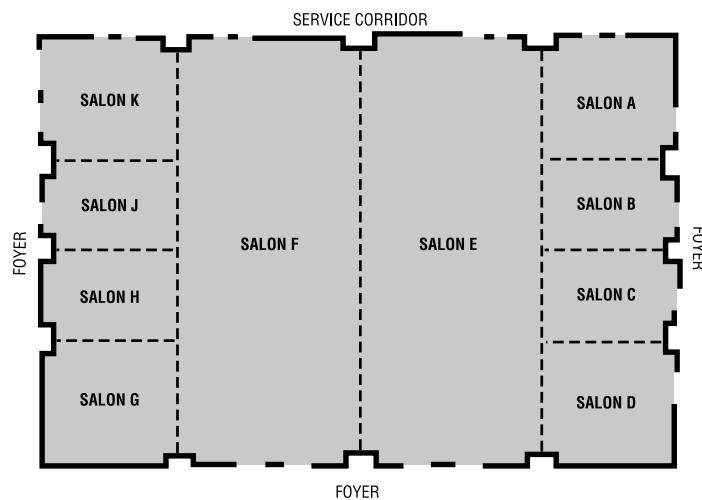 SERVICE CORRIDOR
SALON K
SALON A
SALON J
SALON B
FOYER
SALON F
SALON E
FOYER
SALON H
SALON C
SALON G
SALON D
FOYER